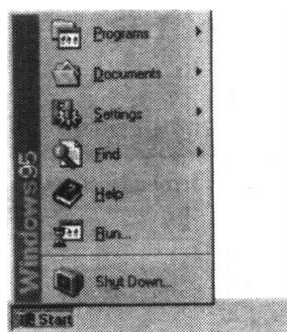 Programs
Documents
Settings
Find
Help
Run...
Shut Down...
Windows95
Start